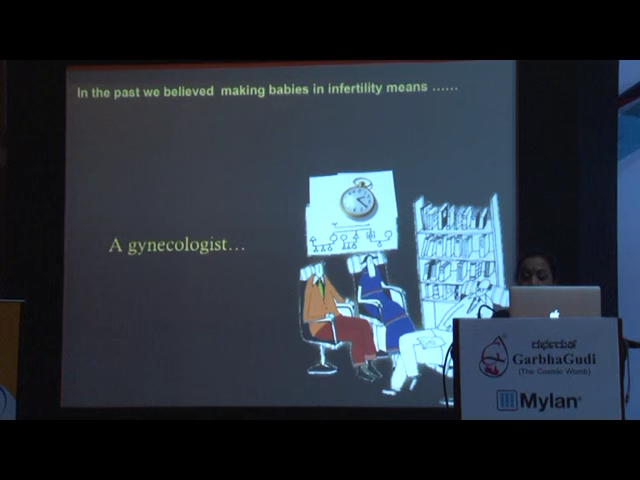 In the past we believed making babies in infertility means ......
A gynecologist...
ಗರ್ಭಗುಡಿ
GarbhaGudi
(The Cosmic Womb)
Mylan